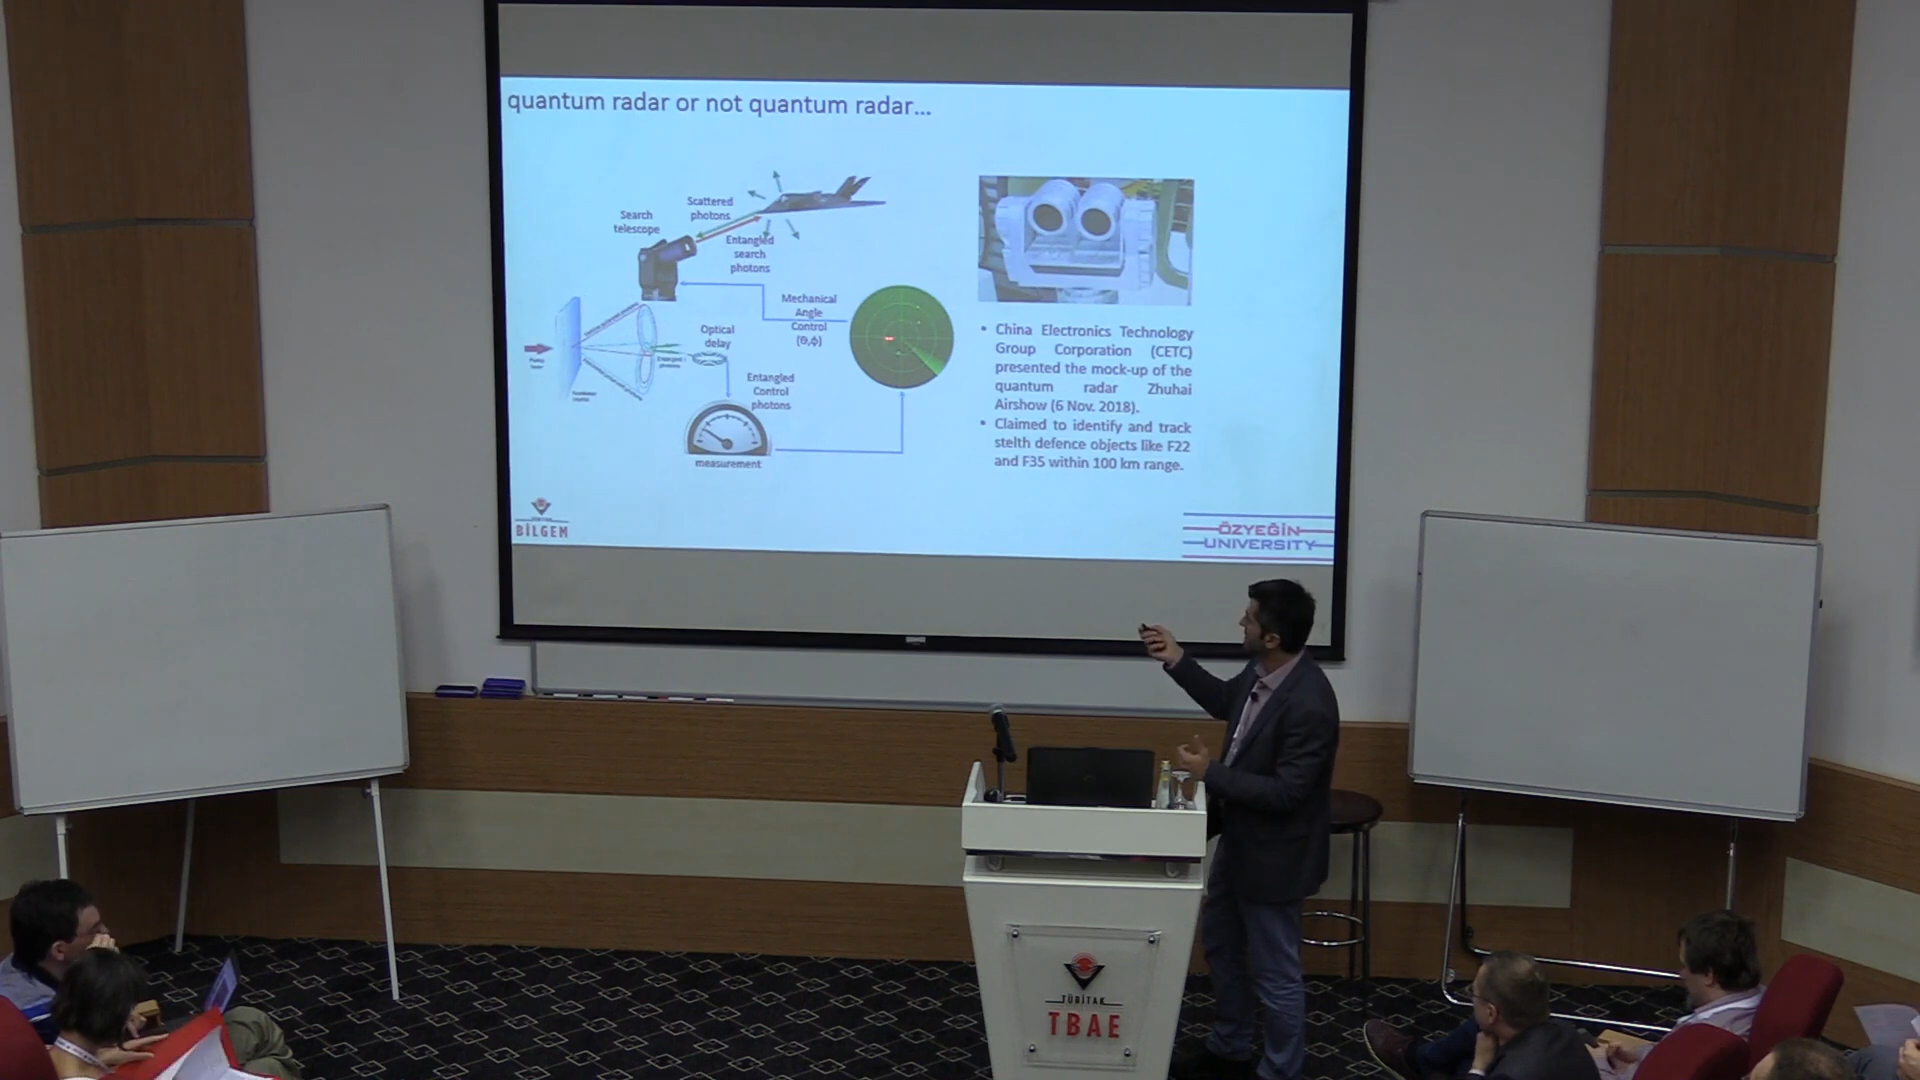 quantum radar or not quantum radar...
Scattered
photons
Search
telescope
Entangled
search
photons
Mechanical
Angle
Control
(Θ,ϕ)
Optical
delay
Entangled
Control
photons
measurement
• China Electronics Technology
Group Corporation (CETC)
presented the mock-up of the
quantum radar Zhuhai
Airshow (6 Nov. 2018).
• Claimed to identify and track
stelth defence objects like F22
and F35 within 100 km range.
TÜBİTAK
BİLGEM
ÖZYEĞİN
UNIVERSITY
TÜBİTAK
TBAE